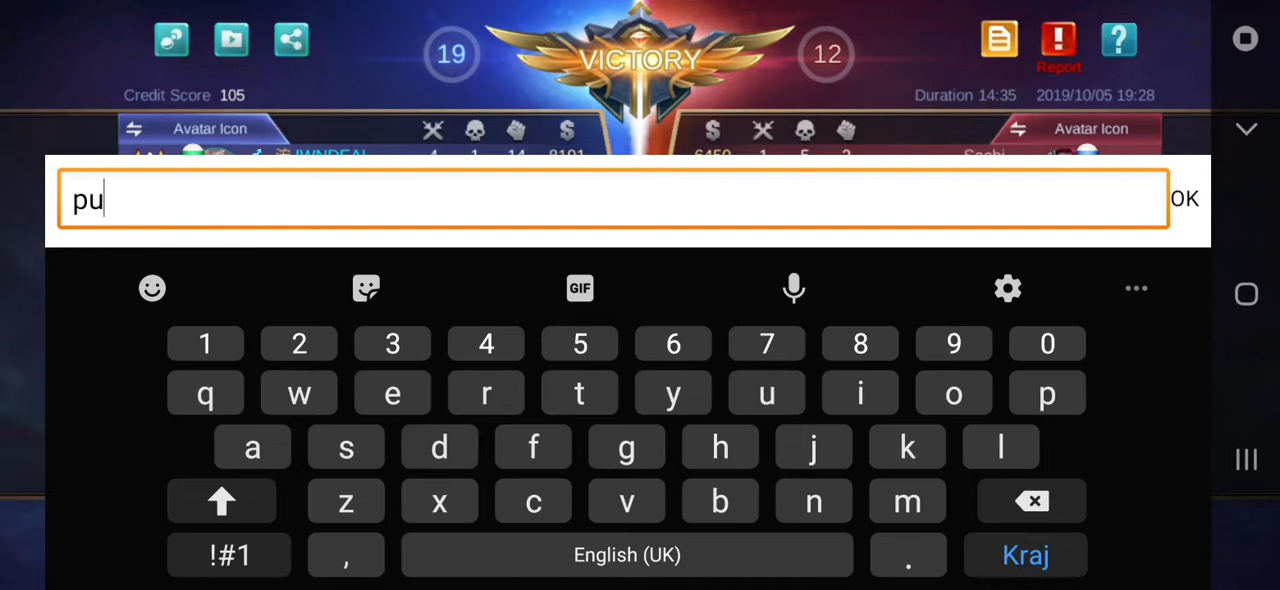 19 VICTORY 12
Report
Credit Score 105
Duration 14:35 2019/10/05 19:28
Avatar Icon $ $ Avatar Icon
pu OK
GIF
1 2 3 4 5 6 7 8 9 0
q w e r t y u i o p
a s d f g h j k l
z x c v b n m
!#1 , English (UK) . Kraj